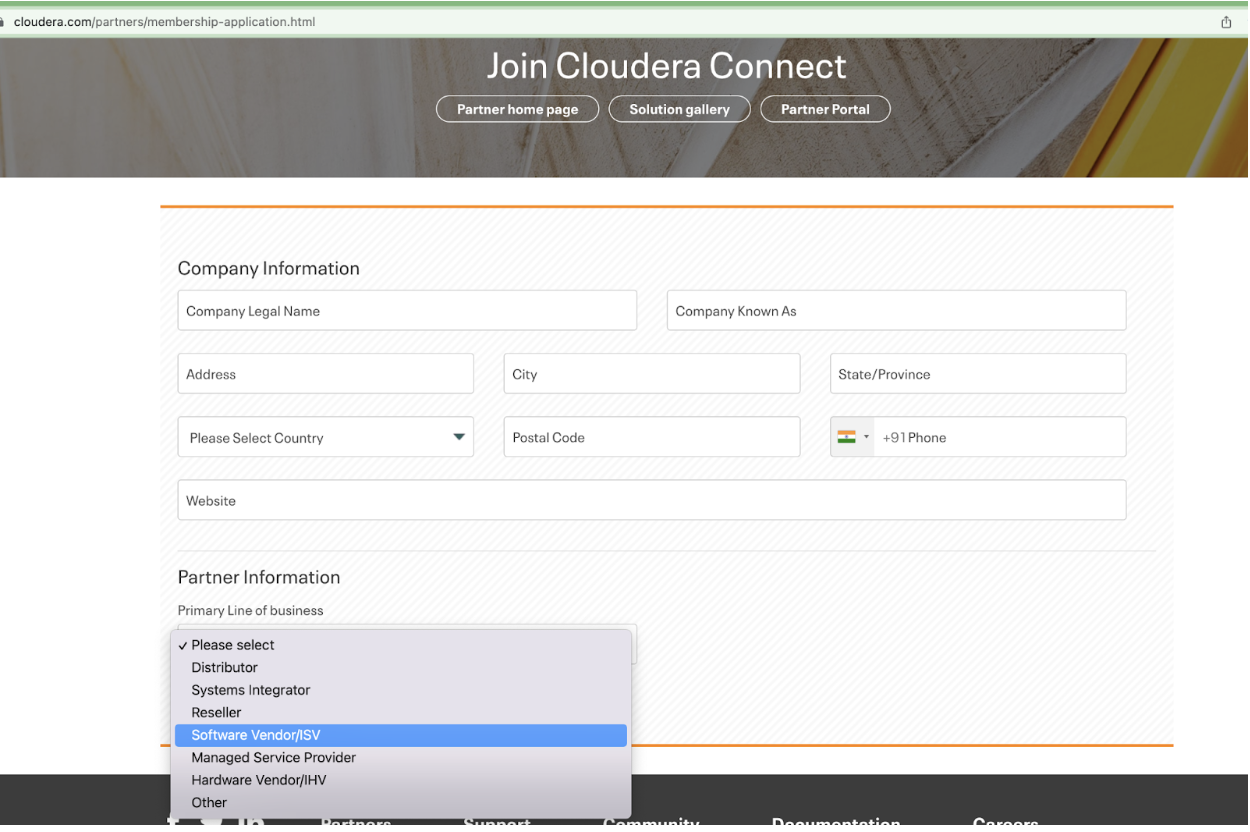 cloudera.com/partners/membership-application.html
Join Cloudera Connect
Partner home page Solution gallery Partner Portal
Company Information
Company Legal Name Company Known As
Address City State/Province
Please Select Country Postal Code +91 Phone
Website
Partner Information
Primary Line of business
✓ Please select
Distributor
Systems Integrator
Reseller
Software Vendor/ISV
Managed Service Provider
Hardware Vendor/IHV
Other
Partners Support Community Documentation Careers